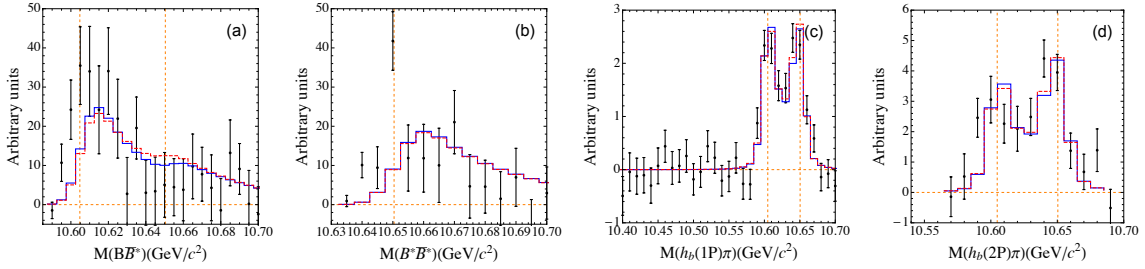 (a)
Arbitrary units
50
40
30
20
10
0
10.60 10.62 10.64 10.66 10.68 10.70
M(BB̅*)(GeV/c²)
(b)
Arbitrary units
50
40
30
20
10
0
10.63 10.64 10.65 10.66 10.67 10.68 10.69 10.70
M(B*B̅*)(GeV/c²)
(c)
Arbitrary units
5
4
3
2
1
0
−1
10.40 10.45 10.50 10.55 10.60 10.65 10.70
M(h_b(1P)π)(GeV/c²)
(d)
Arbitrary units
6
5
4
3
2
1
0
−1
10.55 10.60 10.65 10.70
M(h_b(2P)π)(GeV/c²)